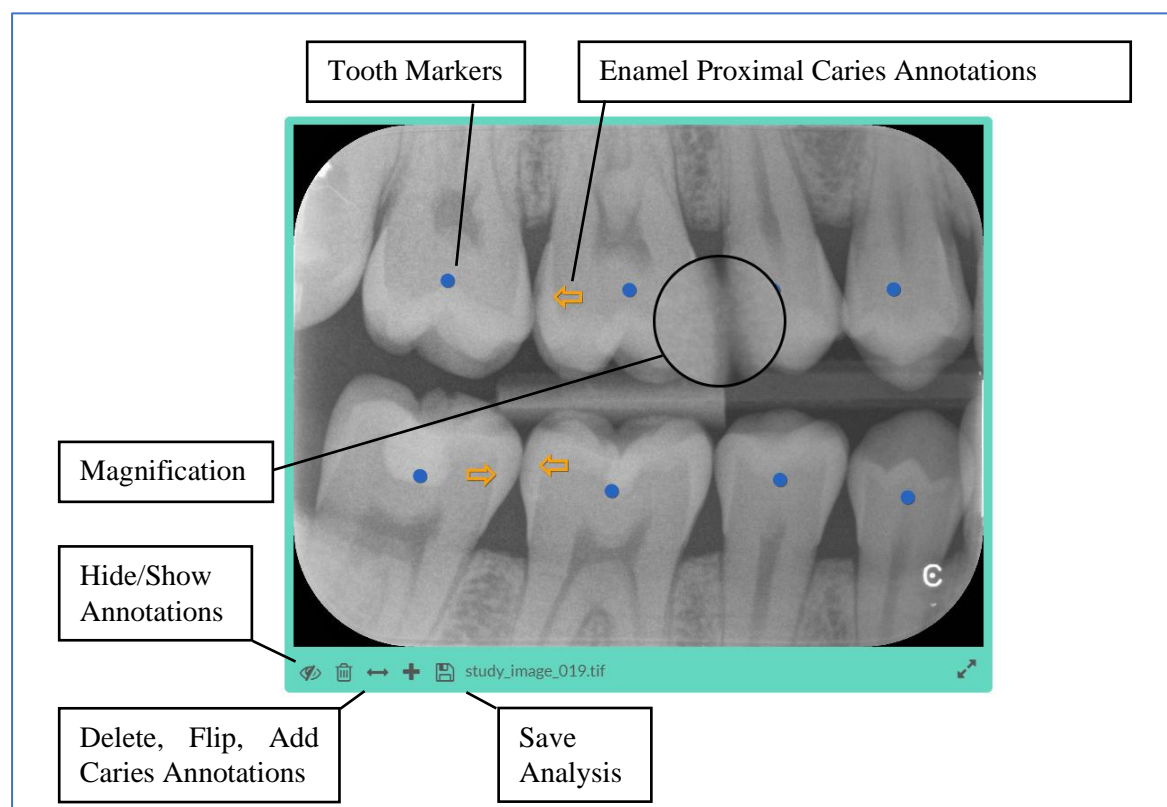 Tooth Markers
Enamel Proximal Caries Annotations
Magnification
Hide/Show
Annotations
study_image_019.tif
Delete, Flip, Add
Caries Annotations
Save
Analysis